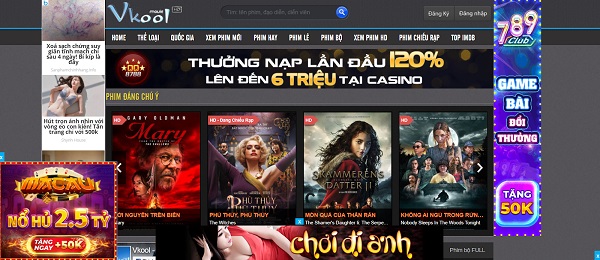 Vkool
HD
Tìm tên phim, đạo diễn, diễn viên
Đăng Ký
Đăng nhập
HOME
THỂ LOẠI
QUỐC GIA
XEM PHIM MỚI
PHIM HAY
PHIM LẺ
PHIM BỘ
XEM PHIM HD
PHIM CHIẾU RẠP
TOP IMDB
Xoá sạch chứng suy
giãn tĩnh mạch chỉ
sau 4 ngày! Bí kíp là
đây
Hút trọn ánh nhìn với
vòng eo con kiến! Tân
trang chỉ với 500k
THƯỞNG NẠP LẦN ĐẦU 120%
LÊN ĐẾN 6 TRIỆU TẠI CASINO
PHIM ĐÁNG CHÚ Ý
HD
GARY OLDMAN
Mary
LỜI NGUYỀN TRÊN BIỂN
Mary
HD - Đang Chiếu Rạp
PHÙ THỦY
PHÙ THỦY, PHÙ THỦY
The Witches
HD
SKAMMERENS
DATTER II
MÓN QUÀ CỦA THẦN RẮN
The Shamer's Daughter & The Serpe...
HD
KHÔNG AI NGỦ TRONG RỪN...
Nobody Sleeps In The Woods Tonight
789
Club
GAME
BÀI
ĐỔI
THƯỞNG
TẶNG
50K
MACAU
NỔ HŨ 2.5 TỶ
TẶNG
NGAY
+50K
X
chơi đi anh
Vkool -
Phim bộ FULL